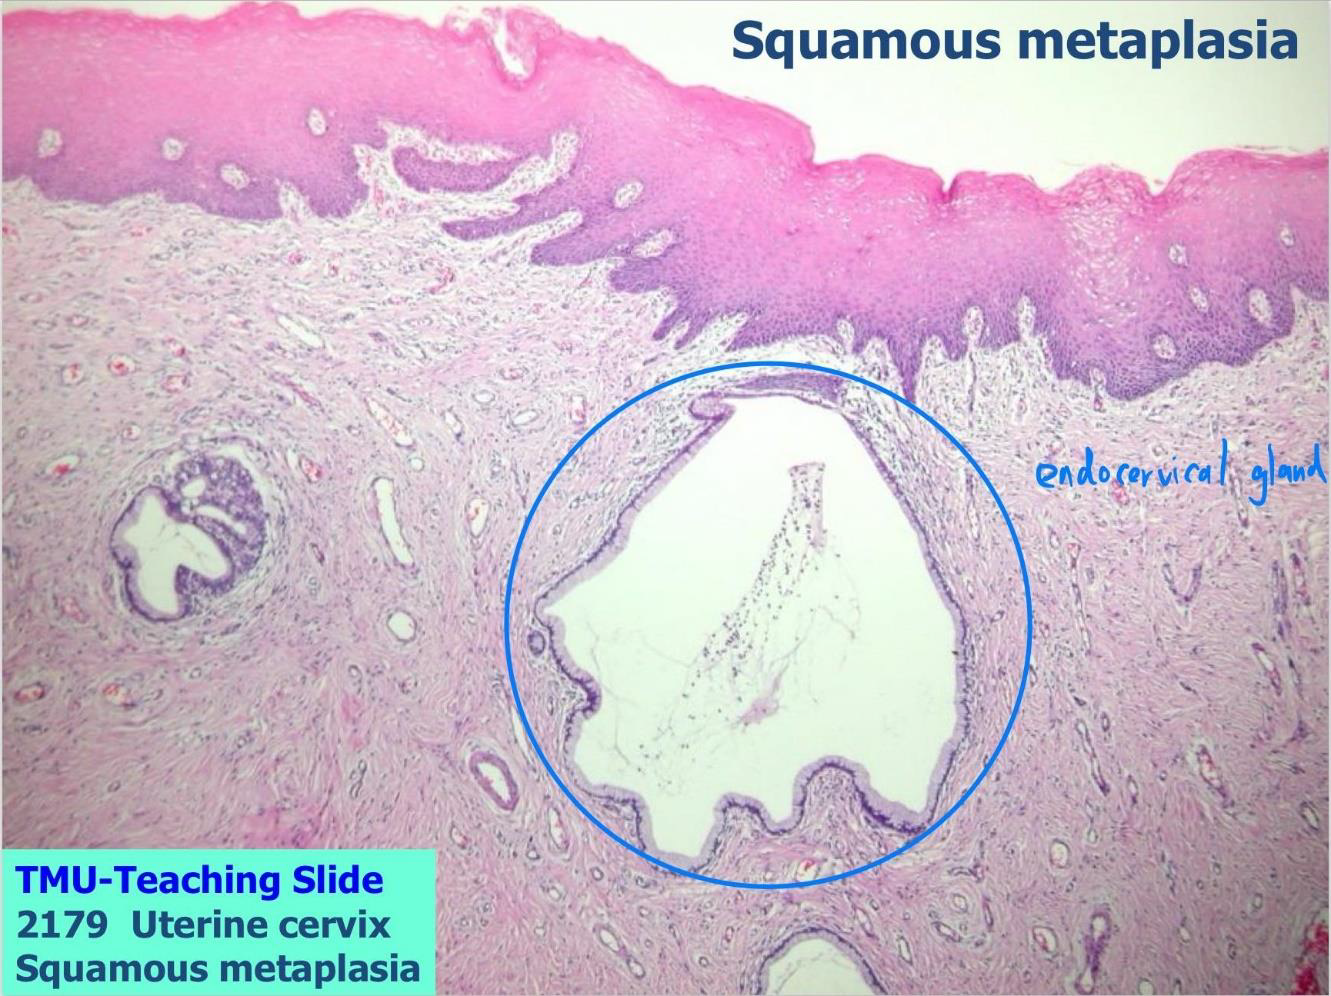 Squamous metaplasia
endocervical gland
TMU-Teaching Slide
2179 Uterine cervix
Squamous metaplasia